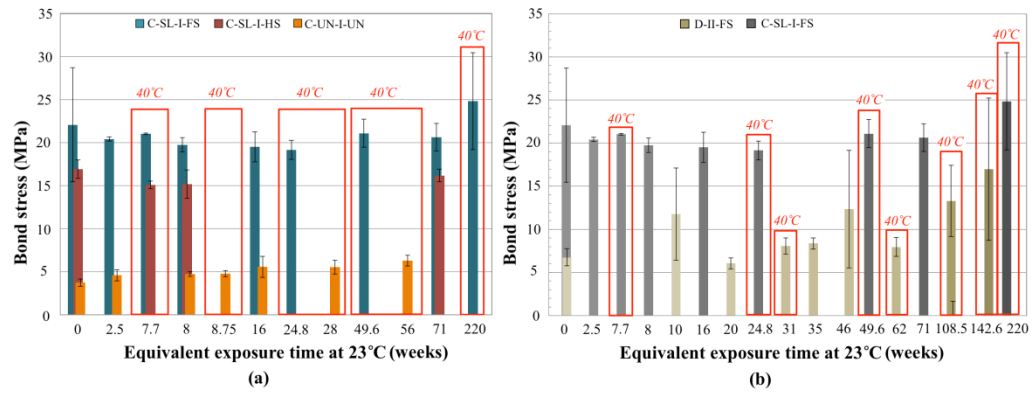 C-SL-I-FS C-SL-I-HS C-UN-I-UN
35
30
25
20
15
10
5
0
Bond stress (MPa)
40℃ 40℃ 40℃ 40℃ 40℃
0 2.5 7.7 8 8.75 16 24.8 28 49.6 56 71 220
Equivalent exposure time at 23℃ (weeks)
(a)
D-II-FS C-SL-I-FS
35
30
25
20
15
10
5
0
Bond stress (MPa)
40℃ 40℃ 40℃ 40℃ 40℃ 40℃ 40℃ 40℃
0 2.5 7.7 8 10 16 20 24.8 31 35 46 49.6 62 71 108.5 142.6 220
Equivalent exposure time at 23℃ (weeks)
(b)